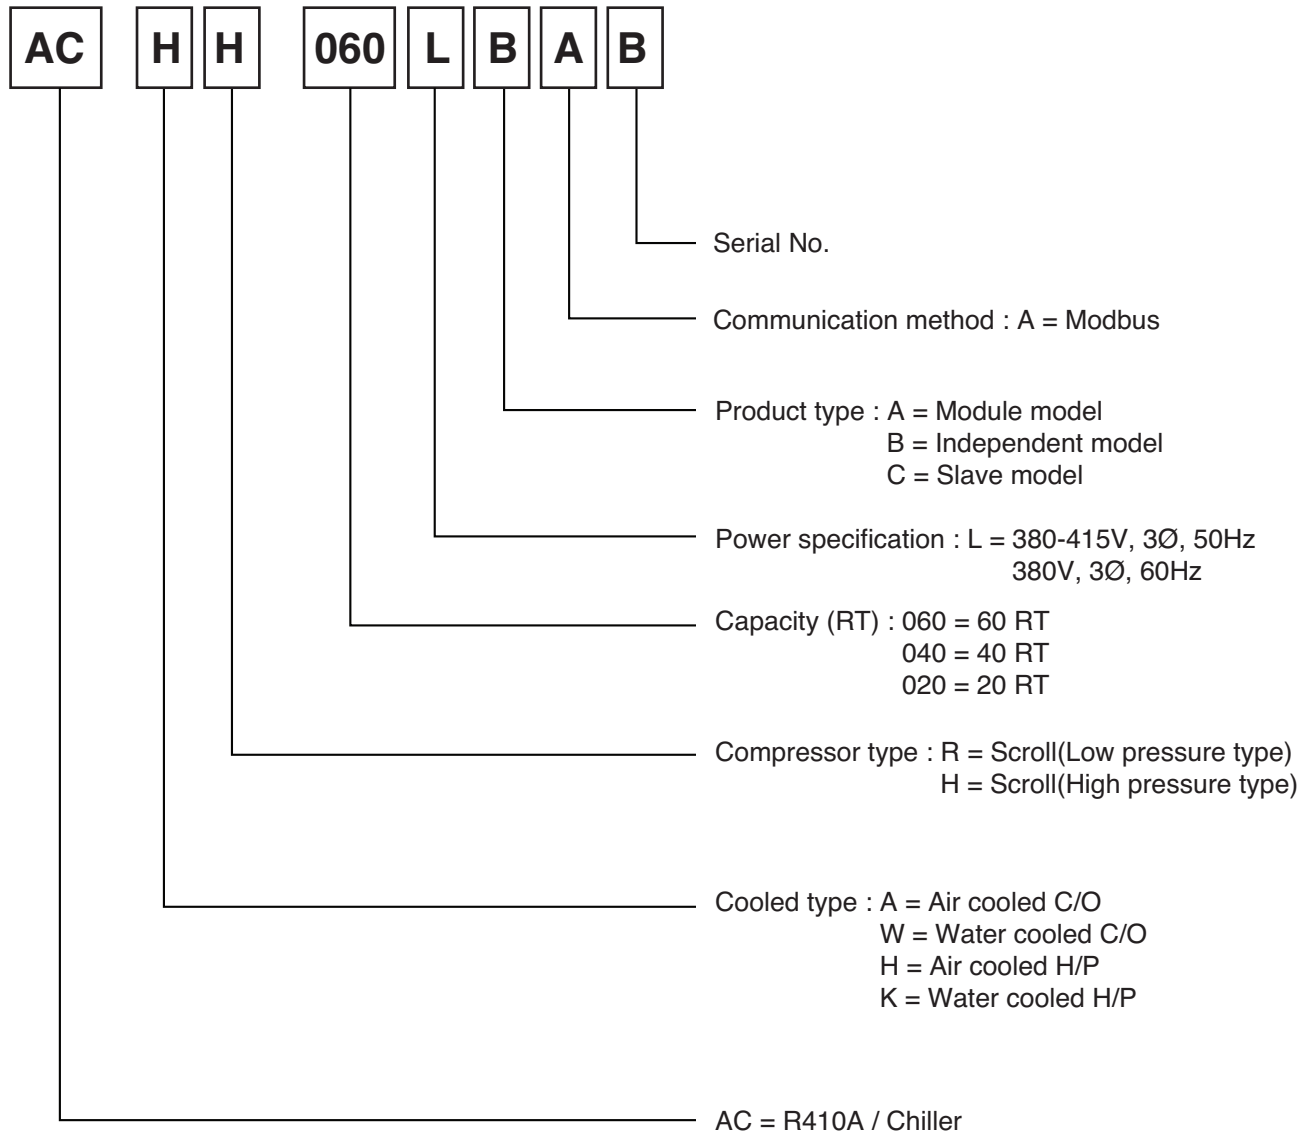 AC H H 060 L B A B
Serial No.
Communication method : A = Modbus
Product type : A = Module model
B = Independent model
C = Slave model
Power specification : L = 380-415V, 3Ø, 50Hz
380V, 3Ø, 60Hz
Capacity (RT) : 060 = 60 RT
040 = 40 RT
020 = 20 RT
Compressor type : R = Scroll(Low pressure type)
H = Scroll(High pressure type)
Cooled type : A = Air cooled C/O
W = Water cooled C/O
H = Air cooled H/P
K = Water cooled H/P
AC = R410A / Chiller